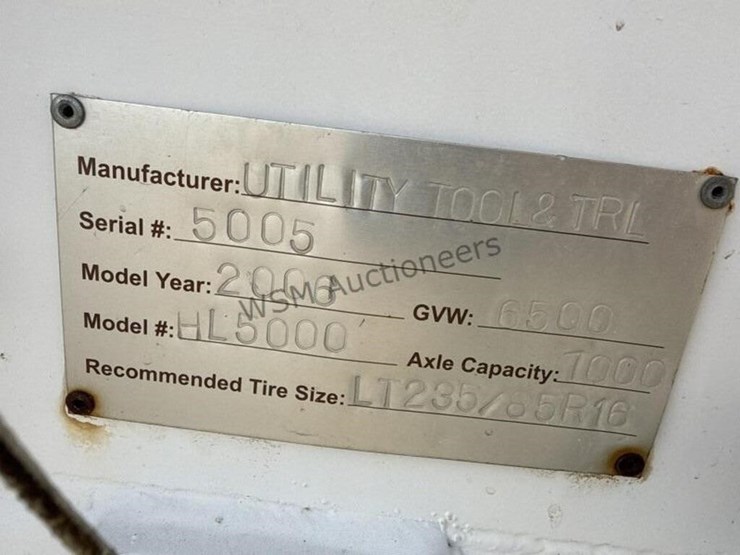 Manufacturer: UTILITY TOOL & TRL
Serial #: 5005
Model Year: 2006 GVW: 6500
Model #: HL5000 Axle Capacity: 7000
Recommended Tire Size: LT235/85R16
WSM Auctioneers